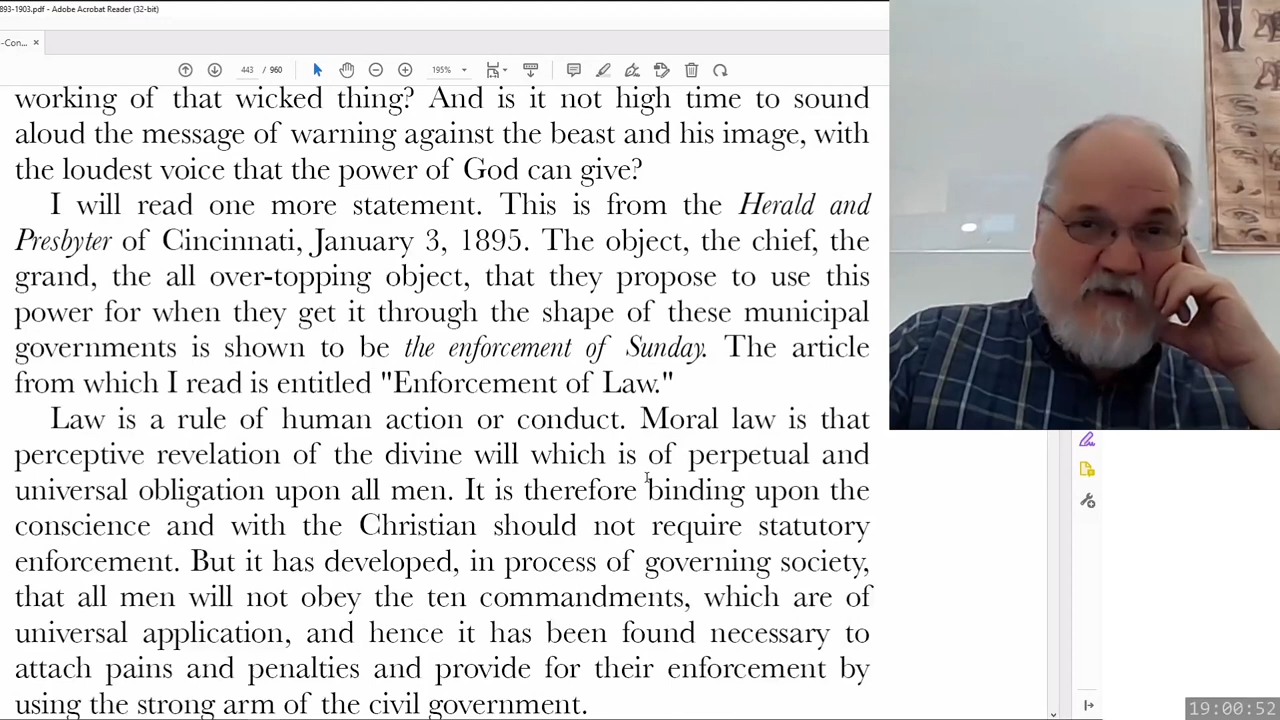 893-1903.pdf - Adobe Acrobat Reader (32-bit)
-Con... ×
443 / 960
195%
working of that wicked thing? And is it not high time to sound
aloud the message of warning against the beast and his image, with
the loudest voice that the power of God can give?
I will read one more statement. This is from the Herald and
Presbyter of Cincinnati, January 3, 1895. The object, the chief, the
grand, the all over-topping object, that they propose to use this
power for when they get it through the shape of these municipal
governments is shown to be the enforcement of Sunday. The article
from which I read is entitled "Enforcement of Law."
Law is a rule of human action or conduct. Moral law is that
perceptive revelation of the divine will which is of perpetual and
universal obligation upon all men. It is therefore binding upon the
conscience and with the Christian should not require statutory
enforcement. But it has developed, in process of governing society,
that all men will not obey the ten commandments, which are of
universal application, and hence it has been found necessary to
attach pains and penalties and provide for their enforcement by
using the strong arm of the civil government.
19:00:52